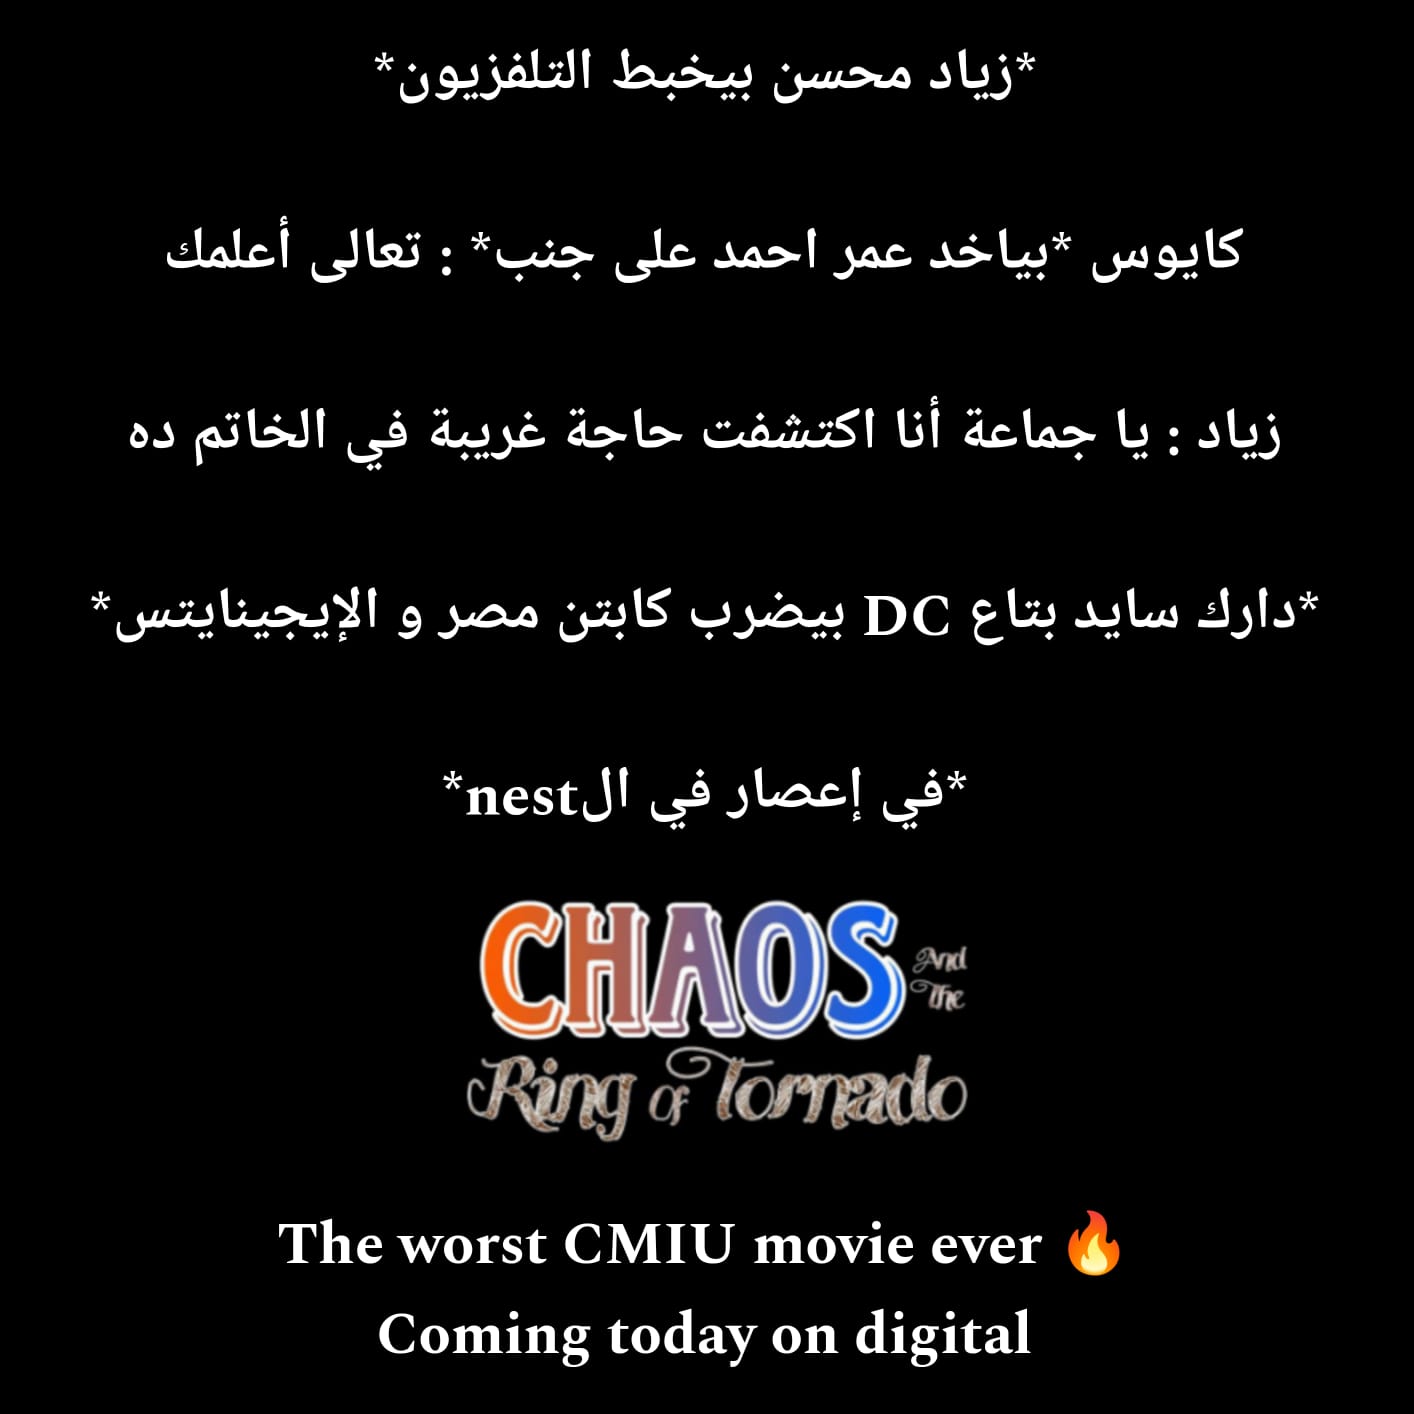 *زياد محسن بيخبط التلفزيون*
كايوس *بياخد عمر احمد على جنب* : تعالى أعلمك
زياد : يا جماعة أنا اكتشفت حاجة غريبة في الخاتم ده
*دارك سايد بتاع DC بيضرب كابتن مصر و الإيجينايتس*
*في إعصار في الnest*
CHAOS And The
Ring Of Tornado
The worst CMIU movie ever 🔥
Coming today on digital